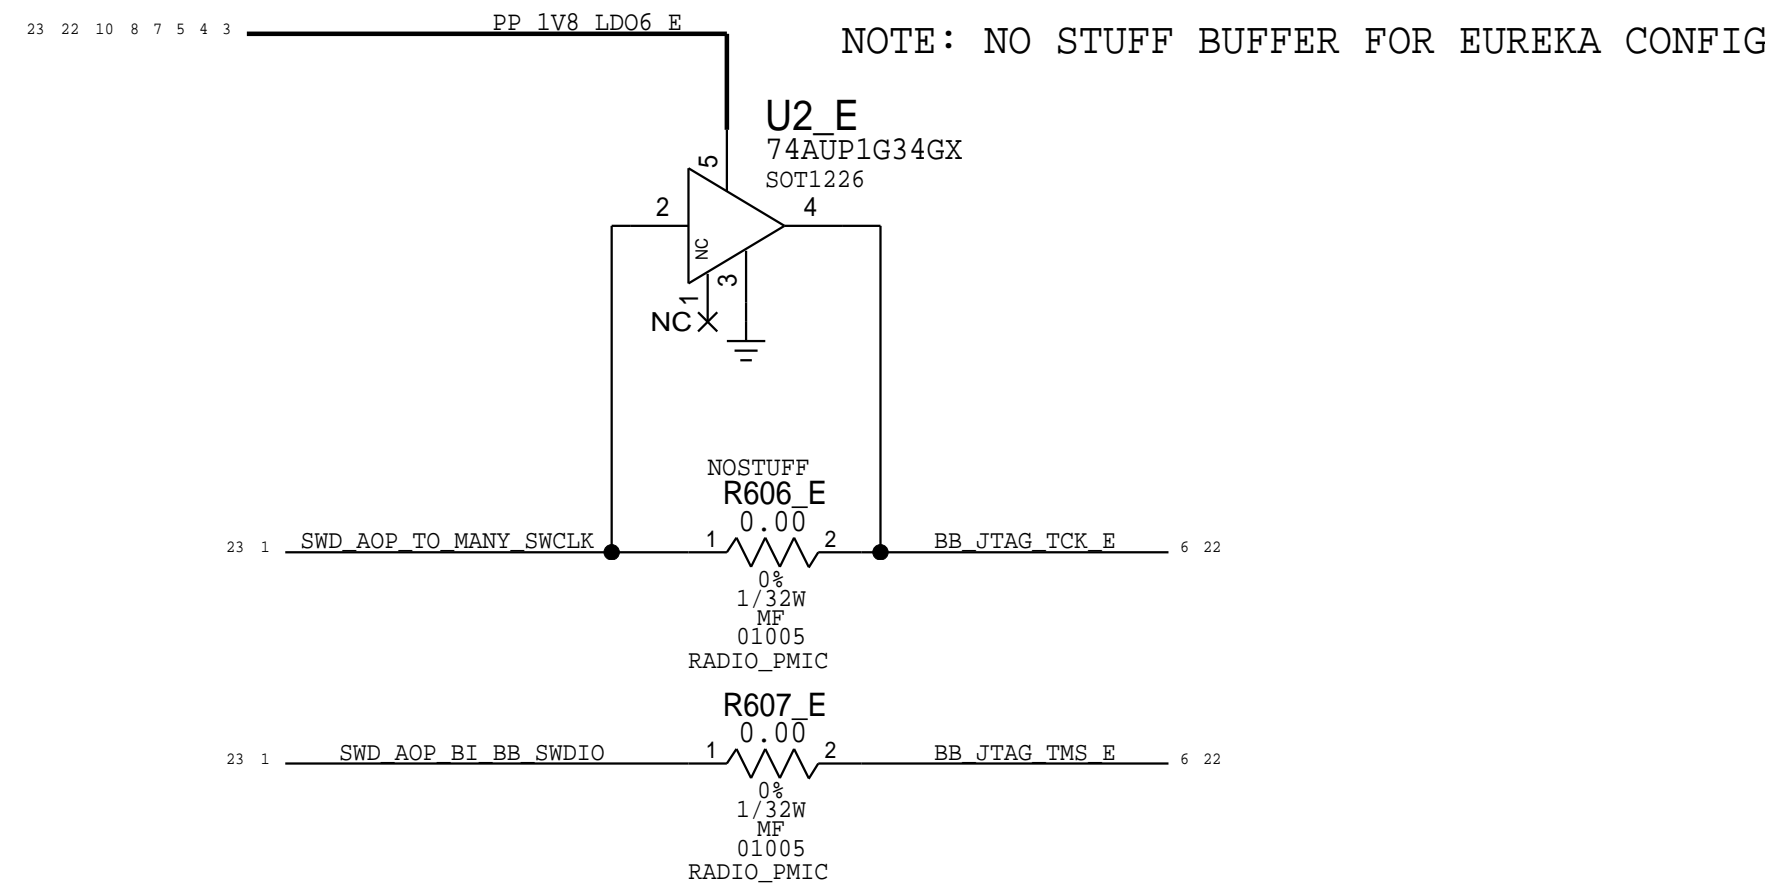 23 22 10 8 7 5 4 3 PP_1V8_LDO6_E
NOTE: NO STUFF BUFFER FOR EUREKA CONFIG
U2_E
74AUP1G34GX
SOT1226
5
2
4
NC
1
3
NC
NOSTUFF
R606_E
0.00
23 1 SWD_AOP_TO_MANY_SWCLK 1 2 BB_JTAG_TCK_E 6 22
0%
1/32W
MF
01005
RADIO_PMIC
R607_E
0.00
23 1 SWD_AOP_BI_BB_SWDIO 1 2 BB_JTAG_TMS_E 6 22
0%
1/32W
MF
01005
RADIO_PMIC